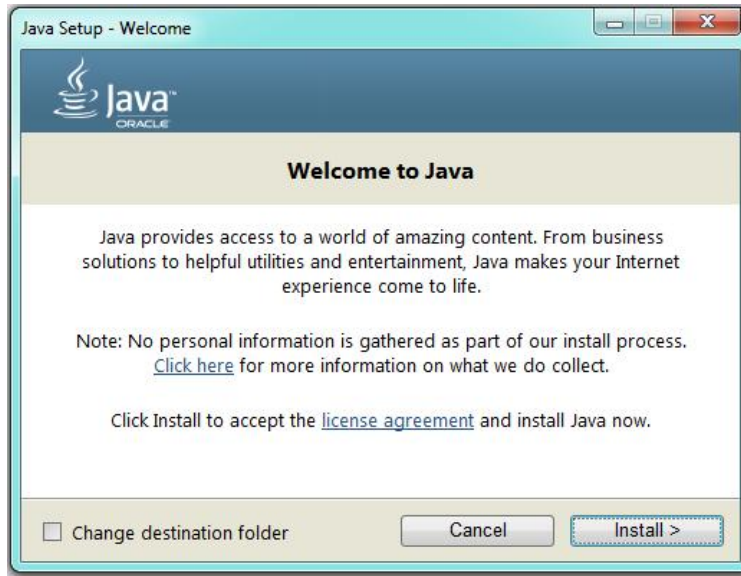 Java Setup - Welcome
Java™
ORACLE
Welcome to Java
Java provides access to a world of amazing content. From business
solutions to helpful utilities and entertainment, Java makes your Internet
experience come to life.
Note: No personal information is gathered as part of our install process.
Click here for more information on what we do collect.
Click Install to accept the license agreement and install Java now.
Change destination folder
Cancel
Install >